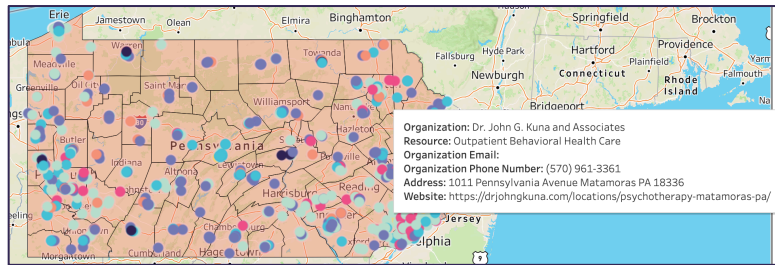 Erie
Jamestown
Olean
Elmira
Binghamton
Springfield
Brockton
Warren
Towanda
Fallsburg
Hyde Park
Hartford
Providence
Plainfield
Meadville
Newburgh
Connecticut
Rhode
Island
Falmouth
Greenville
Oil City
Saint Mar
Williamsport
Bridgeport
Hazleton
Butler
Pennsylvania
Indiana
Altoona
Lewistown
Harrisburg
Reading
Jersey
Cumberland
Hagerstown
Morgantown
9
Organization: Dr. John G. Kuna and Associates
Resource: Outpatient Behavioral Health Care
Organization Email:
Organization Phone Number: (570) 961-3361
Address: 1011 Pennsylvania Avenue Matamoras PA 18336
Website: https://drjohngkuna.com/locations/psychotherapy-matamoras-pa/